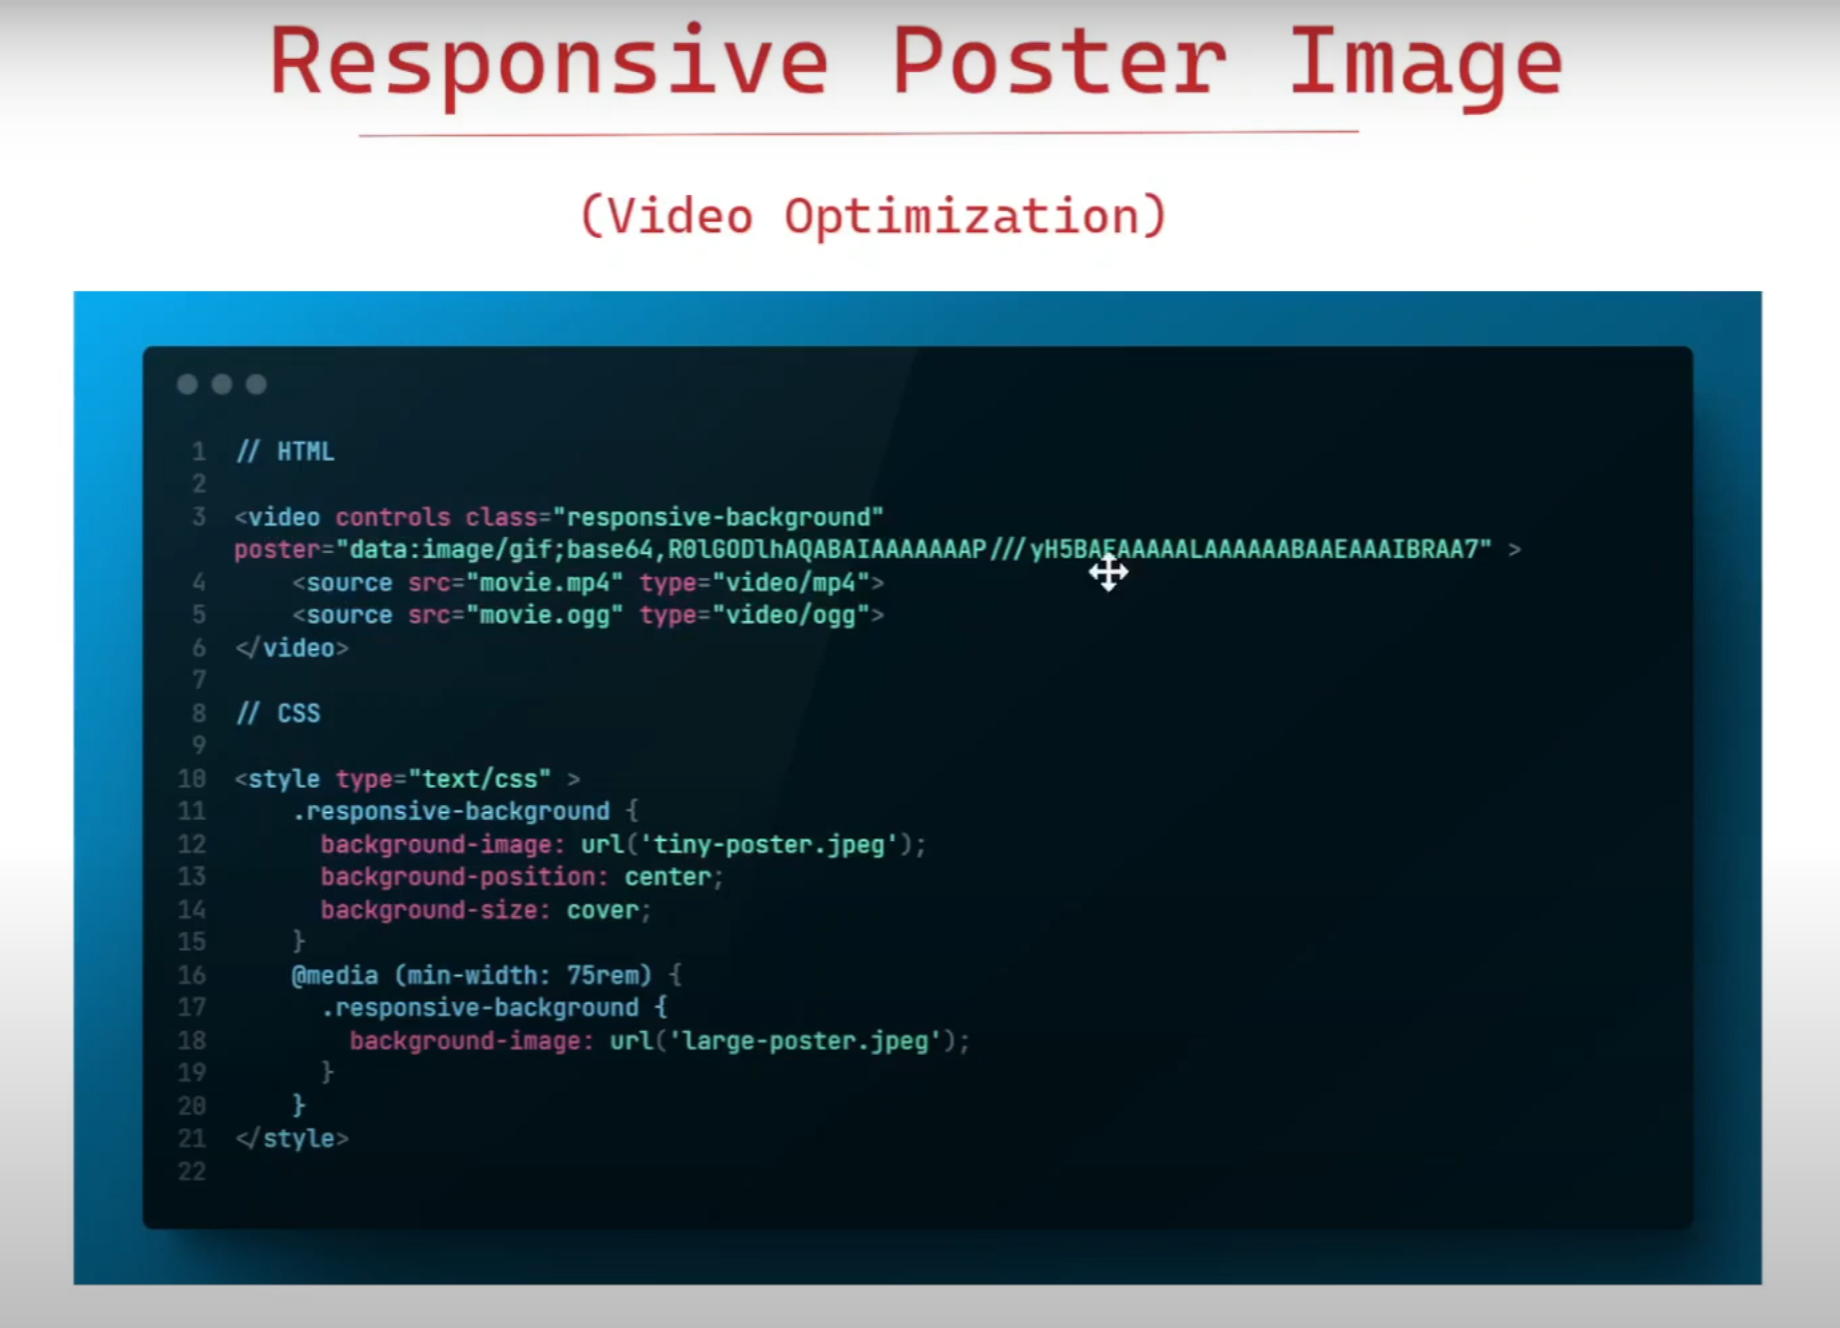 Responsive Poster Image
(Video Optimization)
1 // HTML
2
3 <video controls class="responsive-background"
poster="data:image/gif;base64,R0lGODlhAQABAIAAAAAAAP///yH5BAEAAAAALAAAAAABAAEAAAIBRAA7" >
4     <source src="movie.mp4" type="video/mp4">
5     <source src="movie.ogg" type="video/ogg">
6 </video>
7
8 // CSS
9
10 <style type="text/css" >
11     .responsive-background {
12       background-image: url('tiny-poster.jpeg');
13       background-position: center;
14       background-size: cover;
15     }
16     @media (min-width: 75rem) {
17       .responsive-background {
18         background-image: url('large-poster.jpeg');
19       }
20     }
21 </style>
22